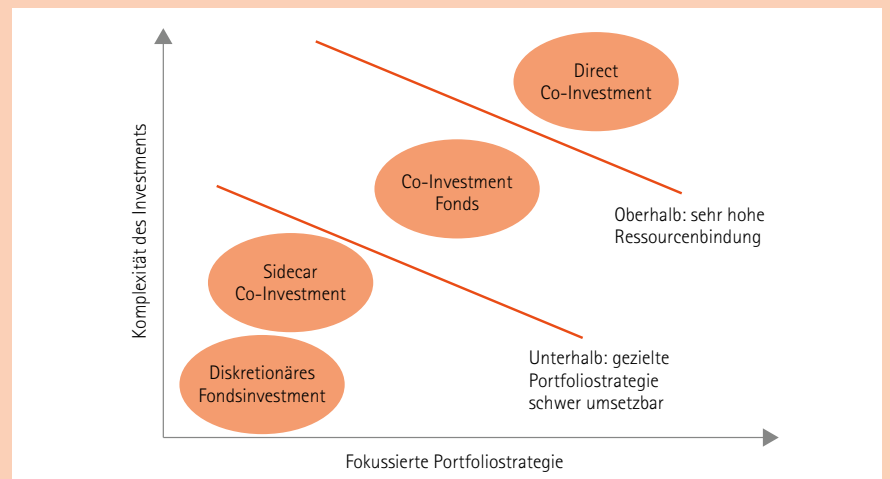 Komplexität des Investments
Direct
Co-Investment
Co-Investment
Fonds
Oberhalb: sehr hohe
Ressourcenbindung
Sidecar
Co-Investment
Diskretionäres
Fondsinvestment
Unterhalb: gezielte
Portfoliostrategie
schwer umsetzbar
Fokussierte Portfoliostrategie